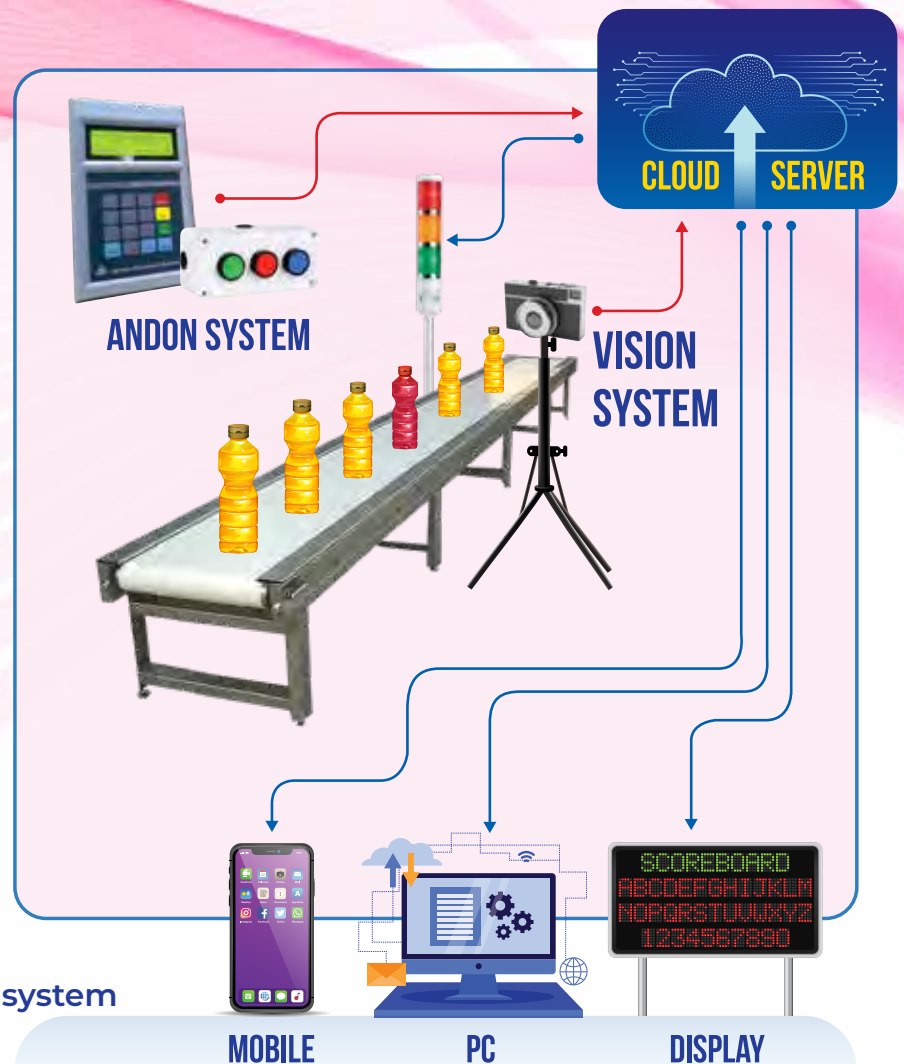 CLOUD SERVER
ANDON SYSTEM
VISION
SYSTEM
SCOREBOARD
ABCDEFGHIJKLM
NOPQRSTUVWXYZ
1234567890
system
MOBILE
PC
DISPLAY